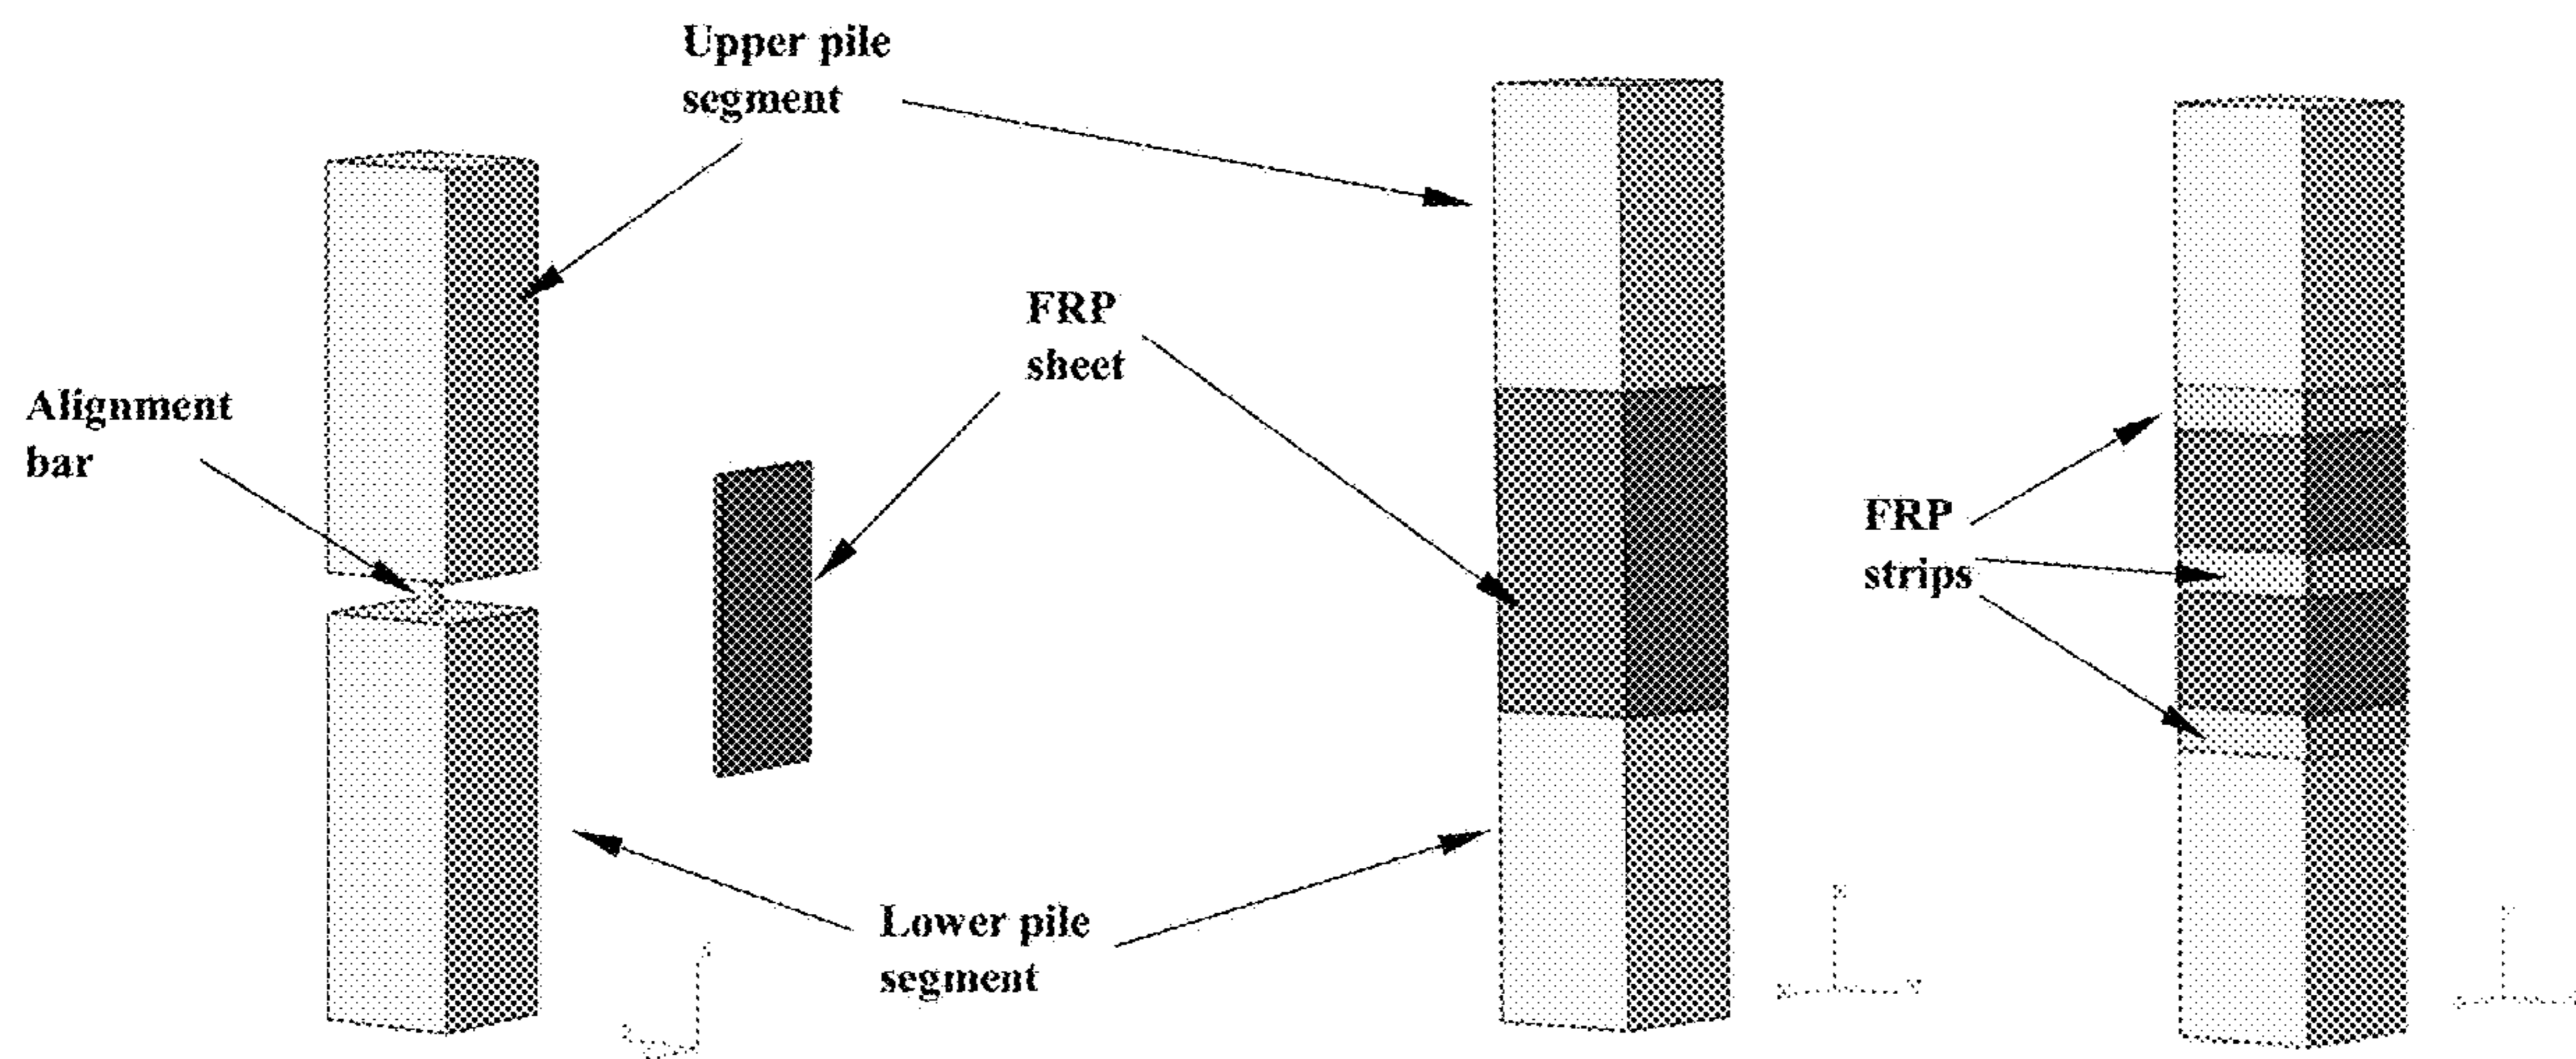 Upper pile
segment
Alignment
bar
FRP
sheet
FRP
strips
Lower pile
segment